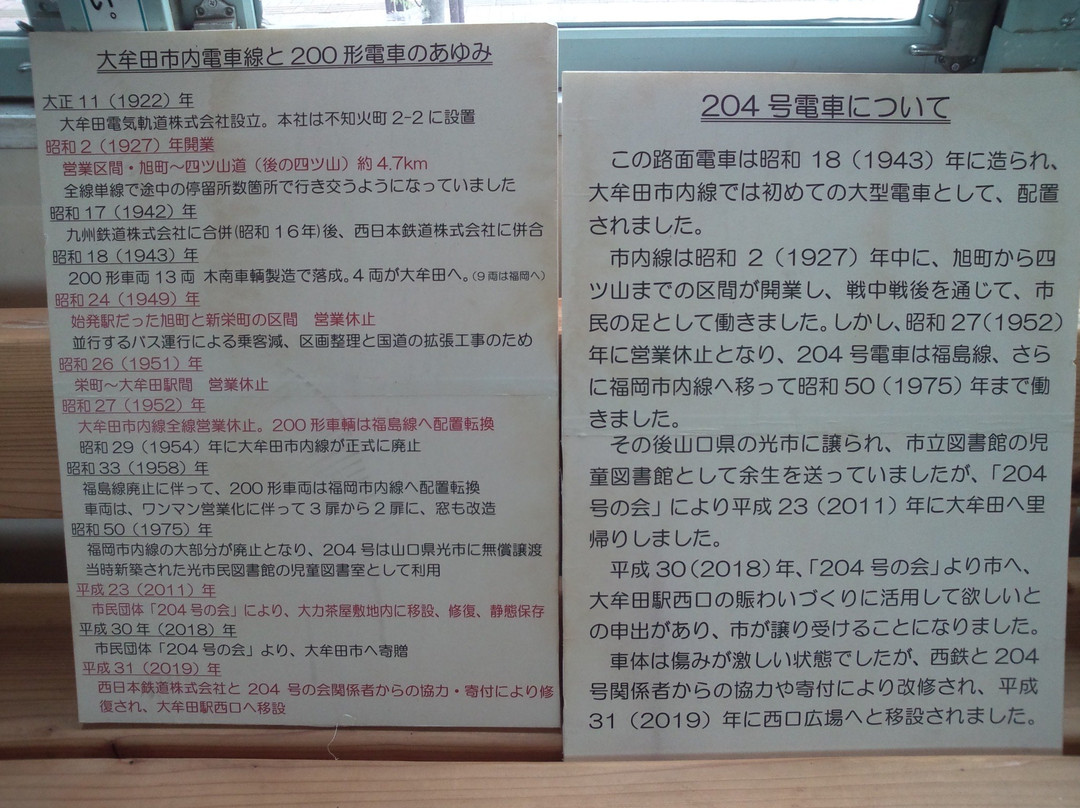 い。
大牟田市内電車線と200形電車のあゆみ
大正11（1922）年
大牟田電気軌道株式会社設立。本社は不知火町2-2に設置
昭和2（1927）年開業
営業区間・旭町～四ツ山道（後の四ツ山）約4.7km
全線単線で途中の停留所数箇所で行き交うようになっていました
昭和17（1942）年
九州鉄道株式会社に合併(昭和16年)後、西日本鉄道株式会社に併合
昭和18（1943）年
200形車両13両 木南車輌製造で落成。4両が大牟田へ。（9両は福岡へ）
昭和24（1949）年
始発駅だった旭町と新栄町の区間　営業休止
並行するバス運行による乗客減、区画整理と国道の拡張工事のため
昭和26（1951）年
栄町～大牟田駅間　営業休止
昭和27（1952）年
大牟田市内線全線営業休止。200形車輌は福島線へ配置転換
昭和29（1954）年に大牟田市内線が正式に廃止
昭和33（1958）年
福島線廃止に伴って、200形車両は福岡市内線へ配置転換
車両は、ワンマン営業化に伴って3扉から2扉に、窓も改造
昭和50（1975）年
福岡市内線の大部分が廃止となり、204号は山口県光市に無償譲渡
当時新築された光市民図書館の児童図書室として利用
平成23（2011）年
市民団体「204号の会」により、大力茶屋敷地内に移設、修復、静態保存
平成30年（2018）年
市民団体「204号の会」より、大牟田市へ寄贈
平成31（2019）年
西日本鉄道株式会社と204号の会関係者からの協力・寄付により修
復され、大牟田駅西口へ移設
204号電車について
この路面電車は昭和18（1943）年に造られ、
大牟田市内線では初めての大型電車として、配置
されました。
市内線は昭和2（1927）年中に、旭町から四
ツ山までの区間が開業し、戦中戦後を通じて、市
民の足として働きました。しかし、昭和27（1952）
年に営業休止となり、204号電車は福島線、さら
に福岡市内線へ移って昭和50（1975）年まで働
きました。
その後山口県の光市に譲られ、市立図書館の児
童図書館として余生を送っていましたが、「204
号の会」により平成23（2011）年に大牟田へ里
帰りしました。
平成30（2018）年、「204号の会」より市へ、
大牟田駅西口の賑わいづくりに活用して欲しいと
の申出があり、市が譲り受けることになりました。
車体は傷みが激しい状態でしたが、西鉄と204
号関係者からの協力や寄付により改修され、平成
31（2019）年に西口広場へと移設されました。